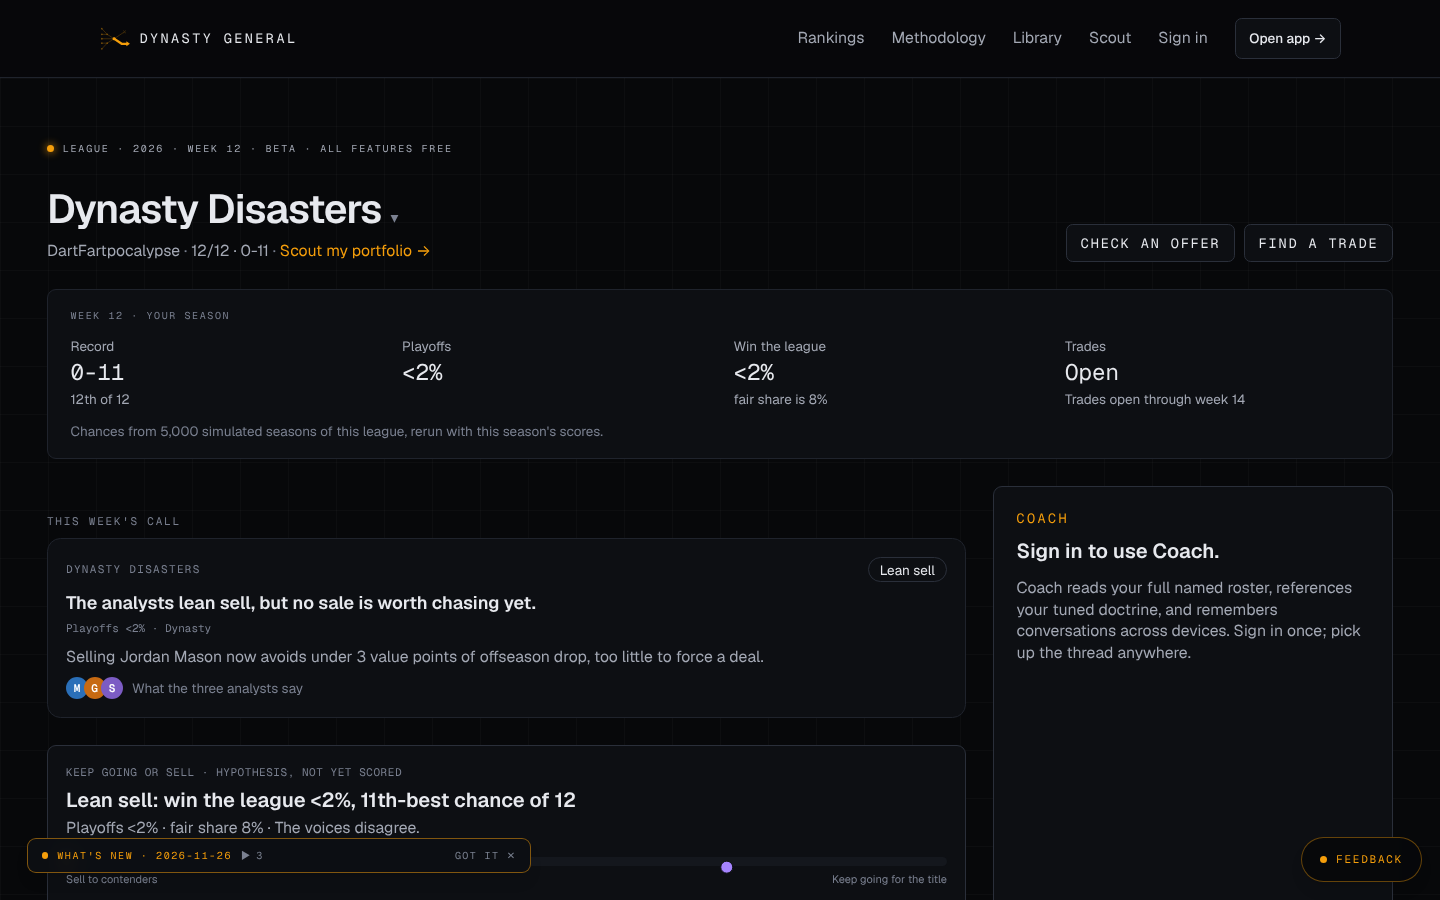 DYNASTY GENERAL
Rankings
Methodology
Library
Scout
Sign in
Open app →
LEAGUE · 2026 · WEEK 12 · BETA · ALL FEATURES FREE
Dynasty Disasters ▾
DartFartpocalypse · 12/12 · 0-11 · Scout my portfolio →
CHECK AN OFFER
FIND A TRADE
WEEK 12 · YOUR SEASON
Record
0-11
12th of 12
Playoffs
<2%
Win the league
<2%
fair share is 8%
Trades
Open
Trades open through week 14
Chances from 5,000 simulated seasons of this league, rerun with this season's scores.
THIS WEEK'S CALL
DYNASTY DISASTERS
Lean sell
The analysts lean sell, but no sale is worth chasing yet.
Playoffs <2% · Dynasty
Selling Jordan Mason now avoids under 3 value points of offseason drop, too little to force a deal.
M G S What the three analysts say
KEEP GOING OR SELL · HYPOTHESIS, NOT YET SCORED
Lean sell: win the league <2%, 11th-best chance of 12
Playoffs <2% · fair share 8% · The voices disagree.
Sell to contenders
Keep going for the title
COACH
Sign in to use Coach.
Coach reads your full named roster, references
your tuned doctrine, and remembers
conversations across devices. Sign in once; pick
up the thread anywhere.
WHAT'S NEW · 2026-11-26 ▶ 3
GOT IT ×
FEEDBACK